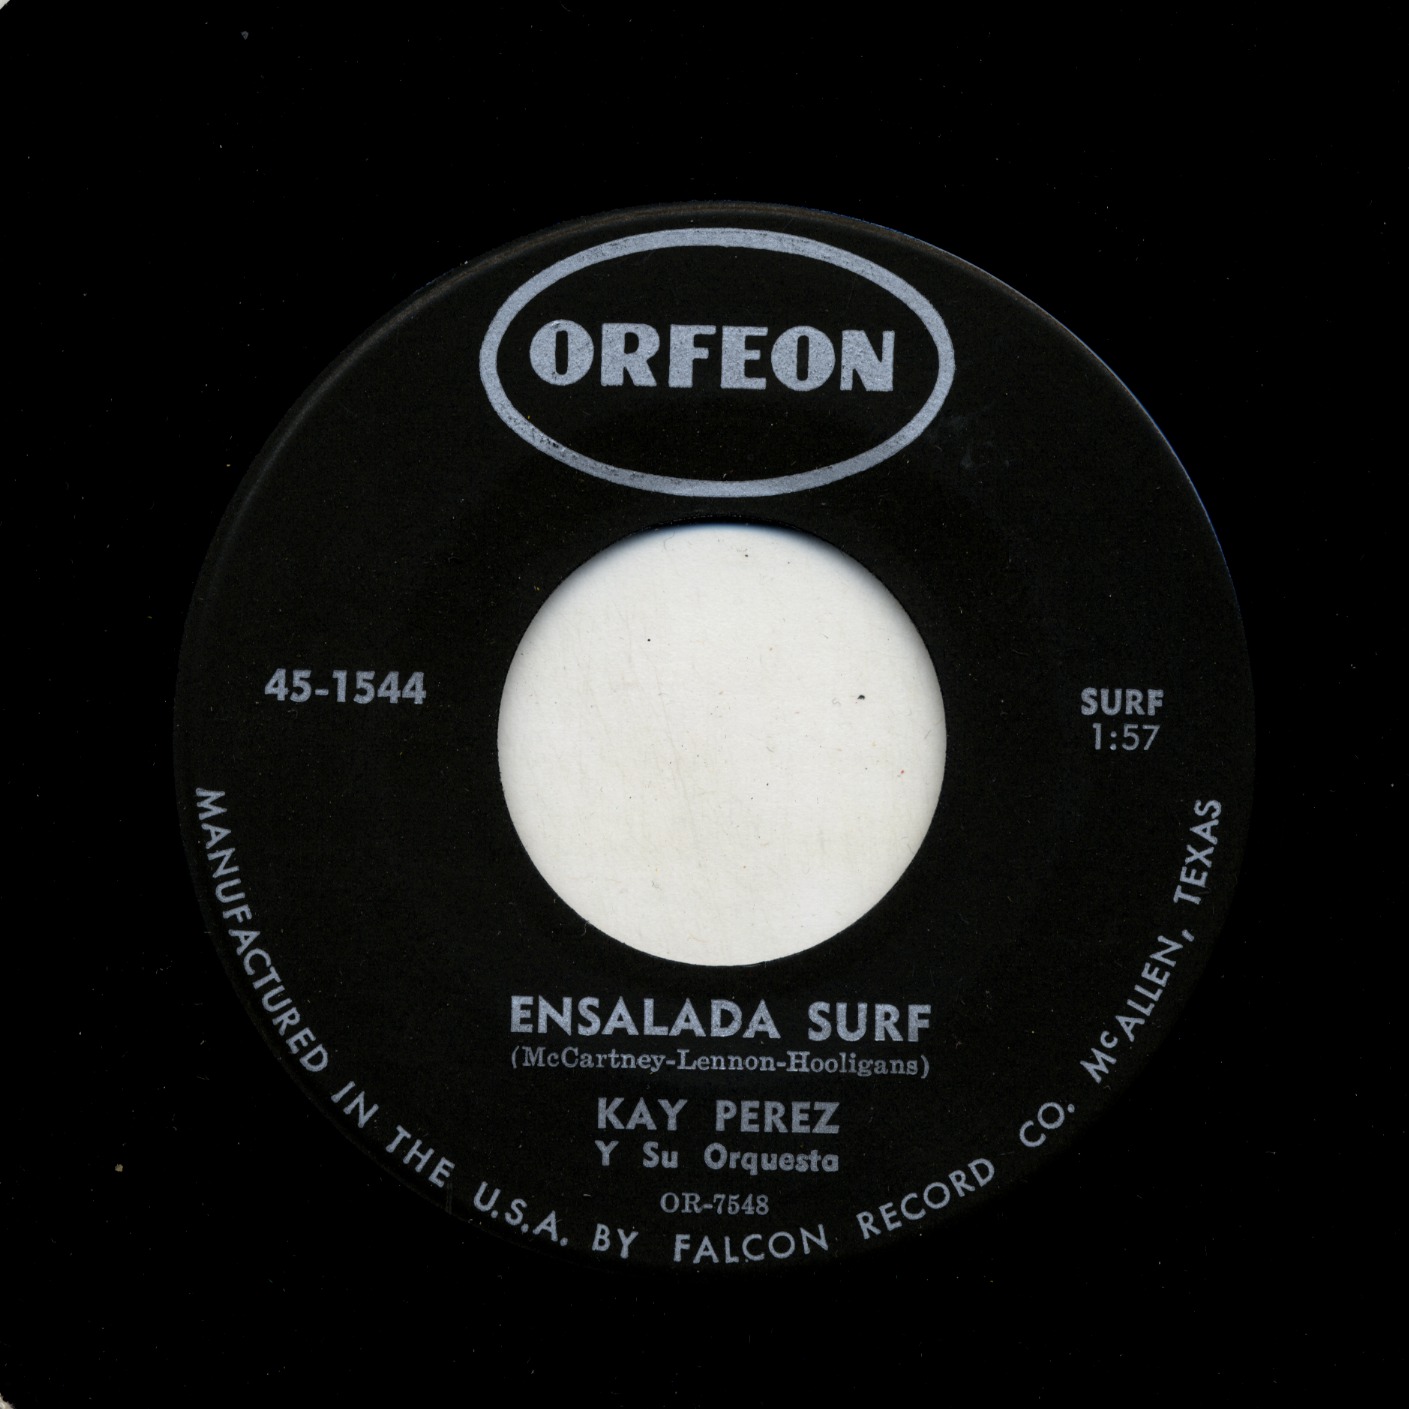 ORFEON
45-1544
SURF
1:57
ENSALADA SURF
(McCartney-Lennon-Hooligans)
KAY PEREZ
Y Su Orquesta
OR-7548
MANUFACTURED IN THE U.S.A. BY FALCON RECORD CO. McALLEN, TEXAS